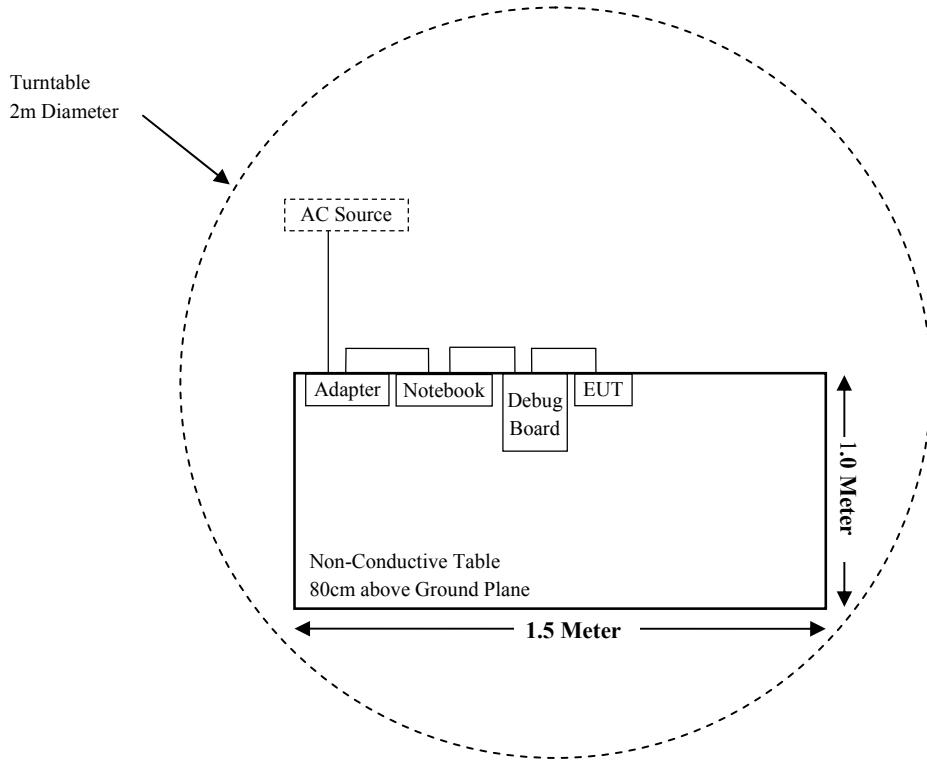 Turntable
2m Diameter
AC Source
Adapter
Notebook
Debug
Board
EUT
1.0 Meter
Non-Conductive Table
80cm above Ground Plane
1.5 Meter